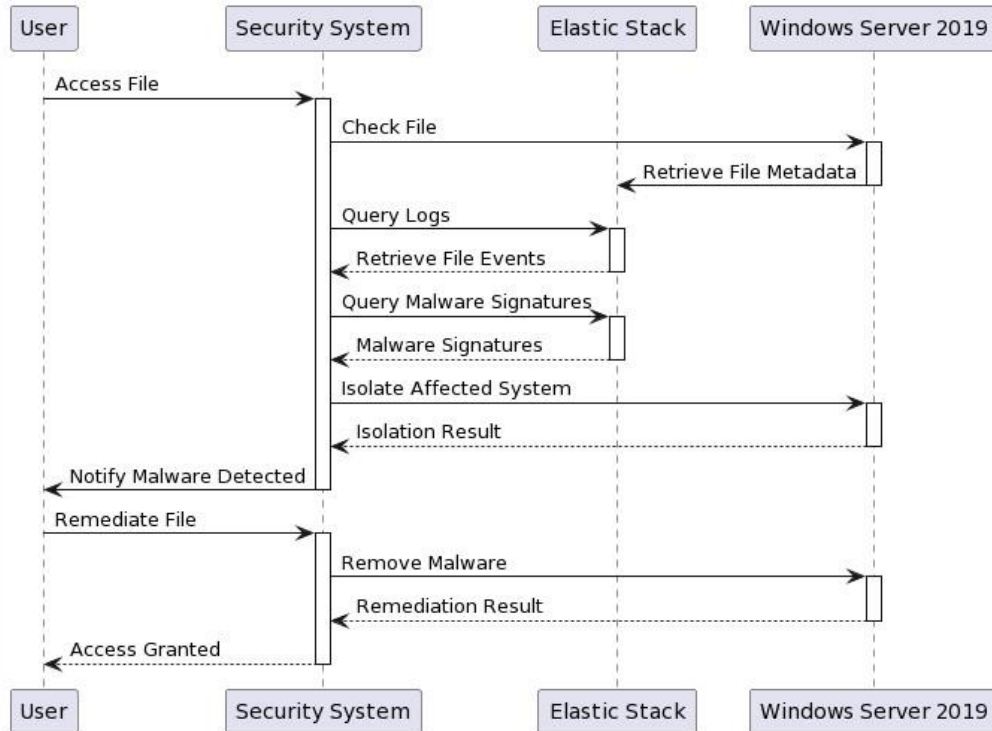 User Security System Elastic Stack Windows Server 2019
Access File
Check File
Retrieve File Metadata
Query Logs
Retrieve File Events
Query Malware Signatures
Malware Signatures
Isolate Affected System
Isolation Result
Notify Malware Detected
Remediate File
Remove Malware
Remediation Result
Access Granted
User Security System Elastic Stack Windows Server 2019